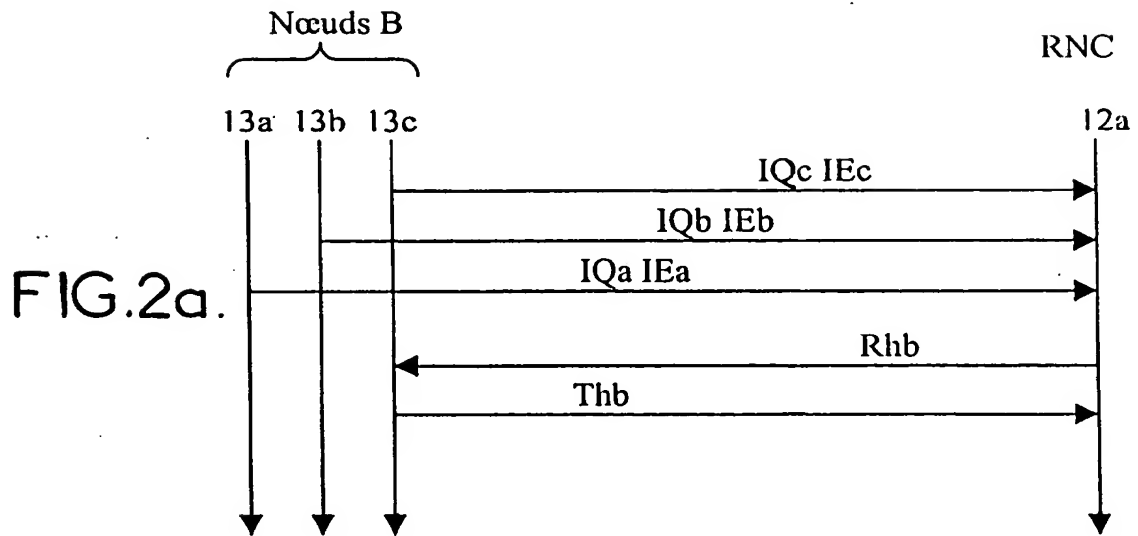 Nœuds B
RNC
13a 13b 13c
12a
IQc IEc
IQb IEb
IQa IEa
FIG.2a.
Rhb
Thb